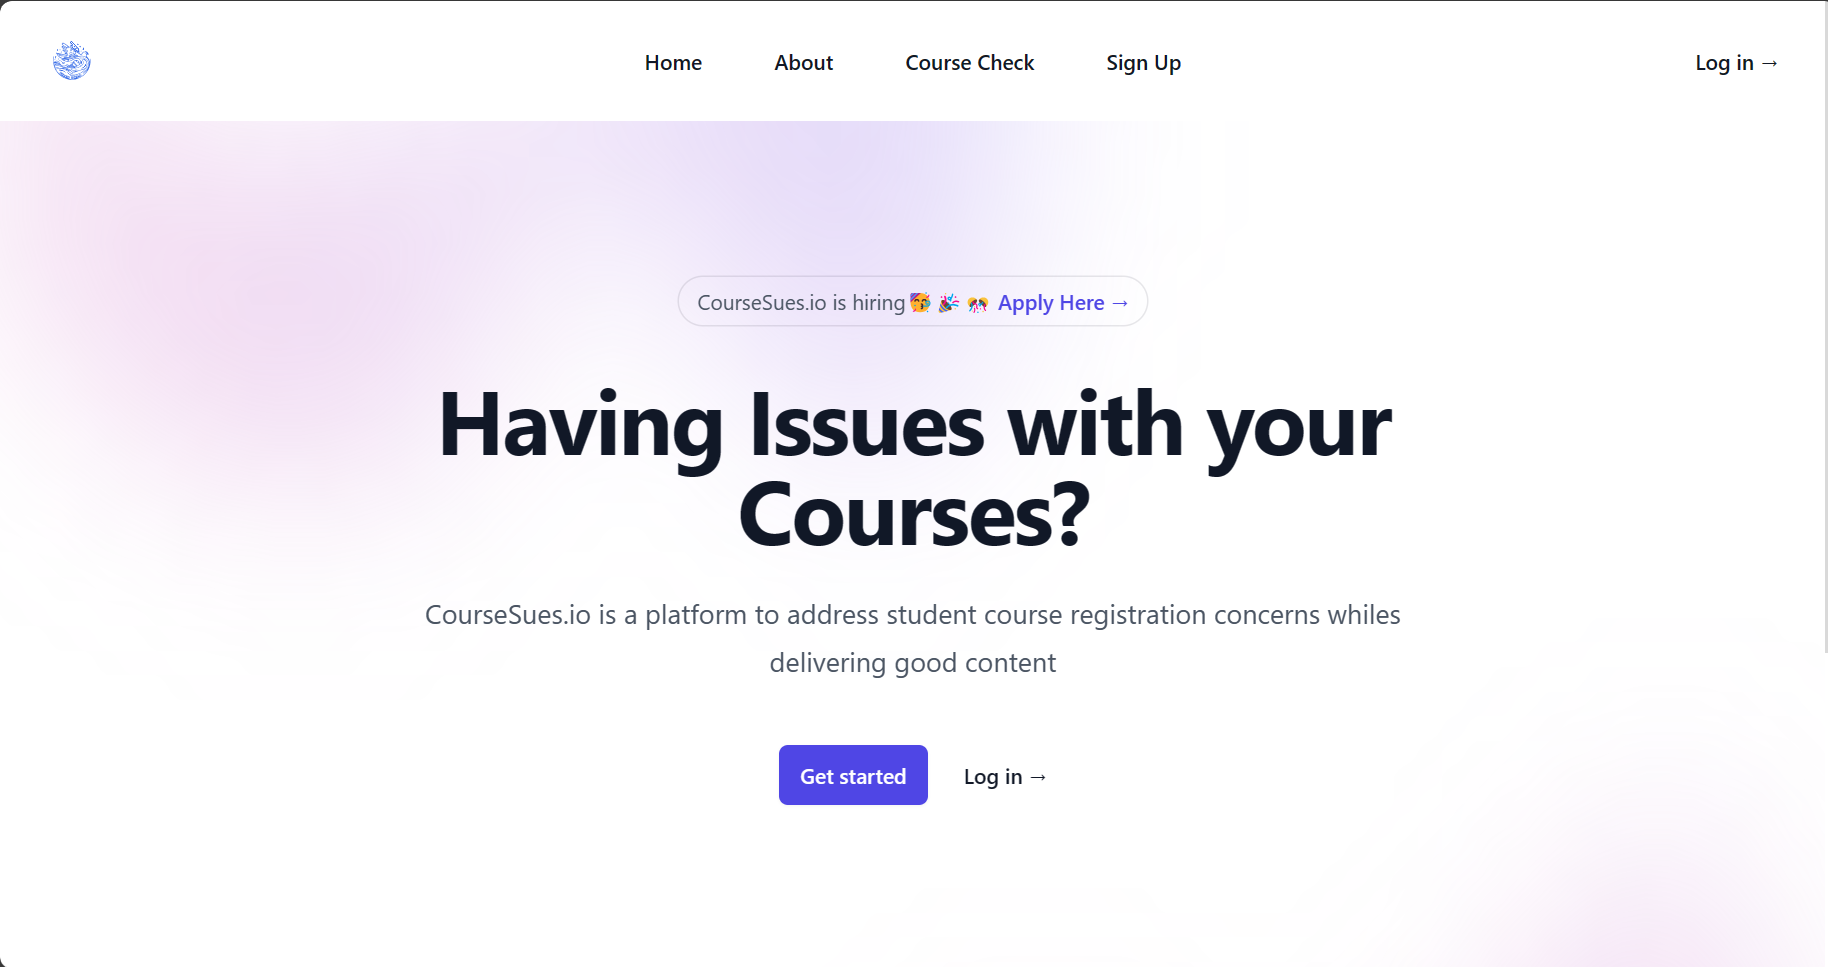 Home About Course Check Sign Up Log in →
CourseSues.io is hiring🥳 🎉 🎊 Apply Here →
Having Issues with your
Courses?
CourseSues.io is a platform to address student course registration concerns whiles
delivering good content
Get started Log in →